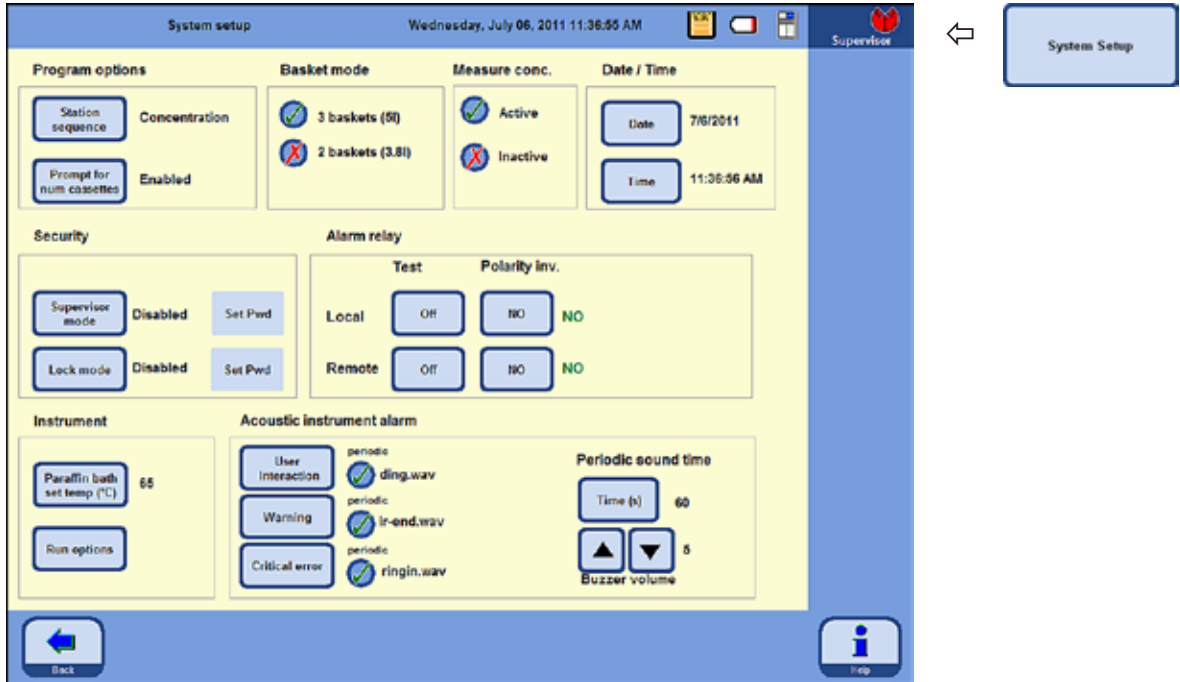 System setup
Wednesday, July 06, 2011 11:36:55 AM
Supervisor
System Setup
Program options
Basket mode
Measure conc.
Date / Time
Station
sequence
Concentration
3 baskets (5l)
Active
Date
7/6/2011
Prompt for
num cassettes
Enabled
2 baskets (3.8l)
Inactive
Time
11:36:56 AM
Security
Alarm relay
Test
Polarity inv.
Supervisor
mode
Disabled
Set Pwd
Local
Off
NO
NO
Lock mode
Disabled
Set Pwd
Remote
Off
NO
NO
Instrument
Acoustic instrument alarm
Paraffin bath
set temp (°C)
65
User
Interaction
periodic
ding.wav
Periodic sound time
Time (s)
60
Warning
periodic
ir-end.wav
Run options
Critical error
periodic
ringin.wav
5
Buzzer volume
Back
Help